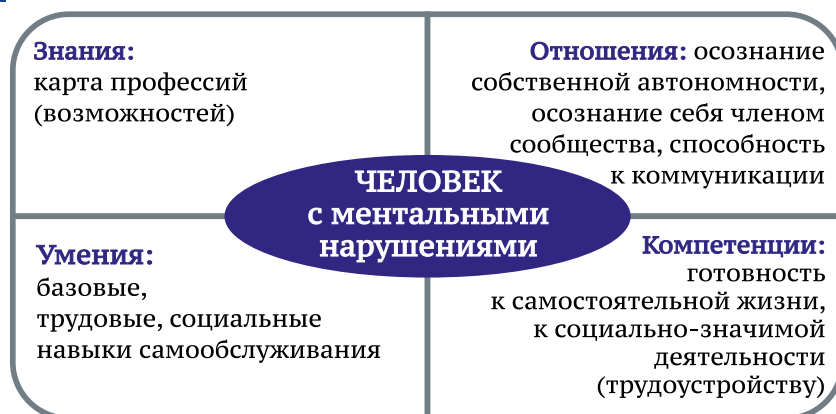 Знания:
карта профессий
(возможностей)
Отношения: осознание
собственной автономности,
осознание себя членом
сообщества, способность
к коммуникации
ЧЕЛОВЕК
с ментальными
нарушениями
Умения:
базовые,
трудовые, социальные
навыки самообслуживания
Компетенции:
готовность
к самостоятельной жизни,
к социально-значимой
деятельности
(трудоустройству)